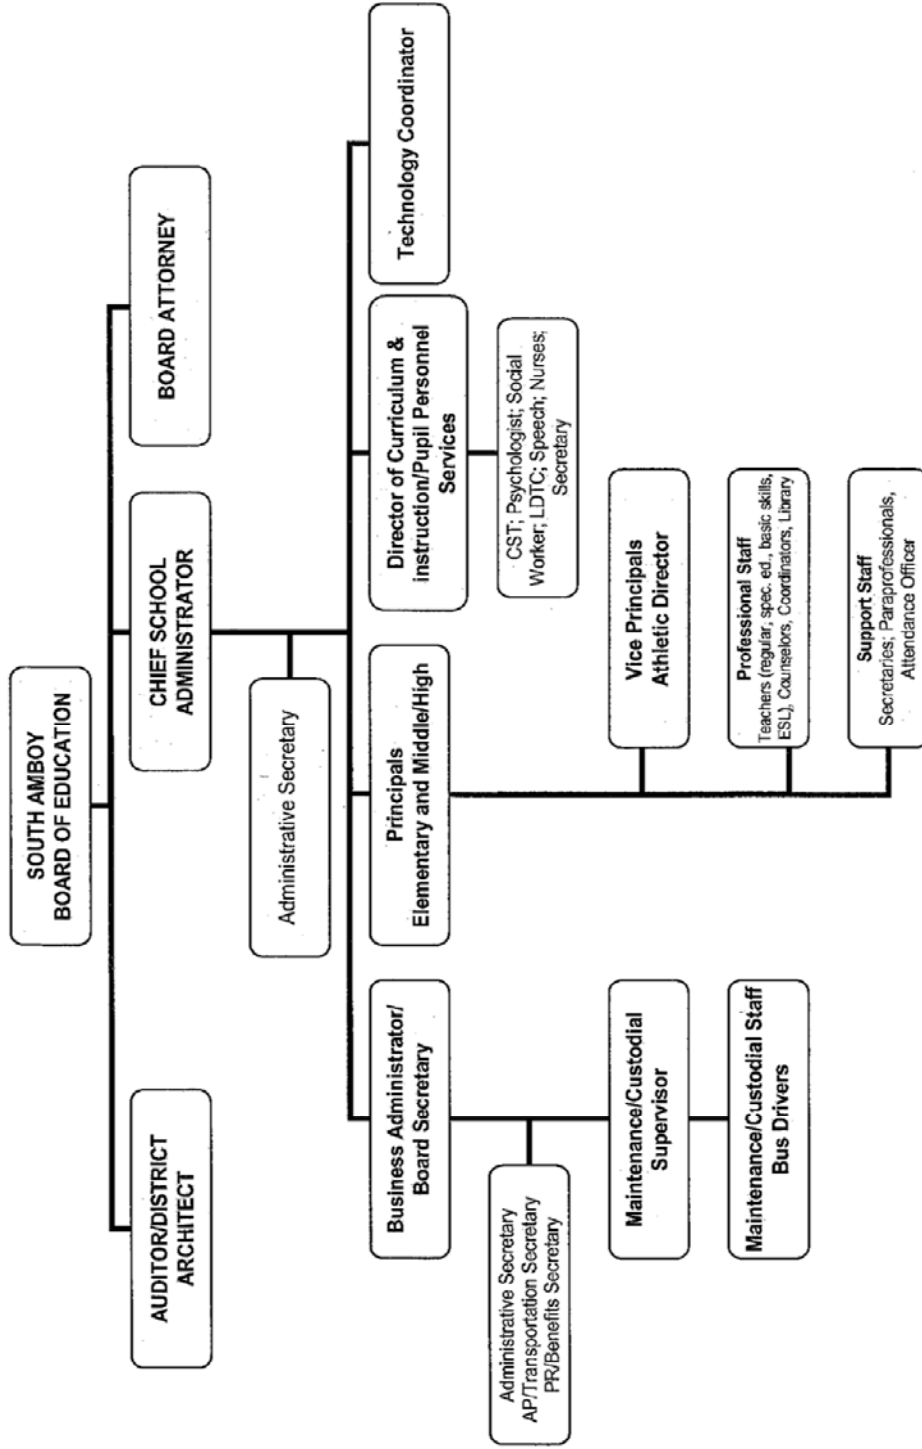 SOUTH AMBOY
BOARD OF EDUCATION
AUDITOR/DISTRICT
ARCHITECT
CHIEF SCHOOL
ADMINISTRATOR
BOARD ATTORNEY
Administrative Secretary
Business Administrator/
Board Secretary
Principals
Elementary and Middle/High
Director of Curriculum &
instruction/Pupil Personnel
Services
Technology Coordinator
Administrative Secretary
AP/Transportation Secretary
PR/Benefits Secretary
CST; Psychologist; Social
Worker; LDTC; Speech; Nurses;
Secretary
Maintenance/Custodial
Supervisor
Vice Principals
Athletic Director
Maintenance/Custodial Staff
Bus Drivers
Professional Staff
Teachers (regular, spec. ed., basic skills,
ESL), Counselors, Coordinators, Library
Support Staff
Secretaries; Paraprofessionals,
Attendance Officer